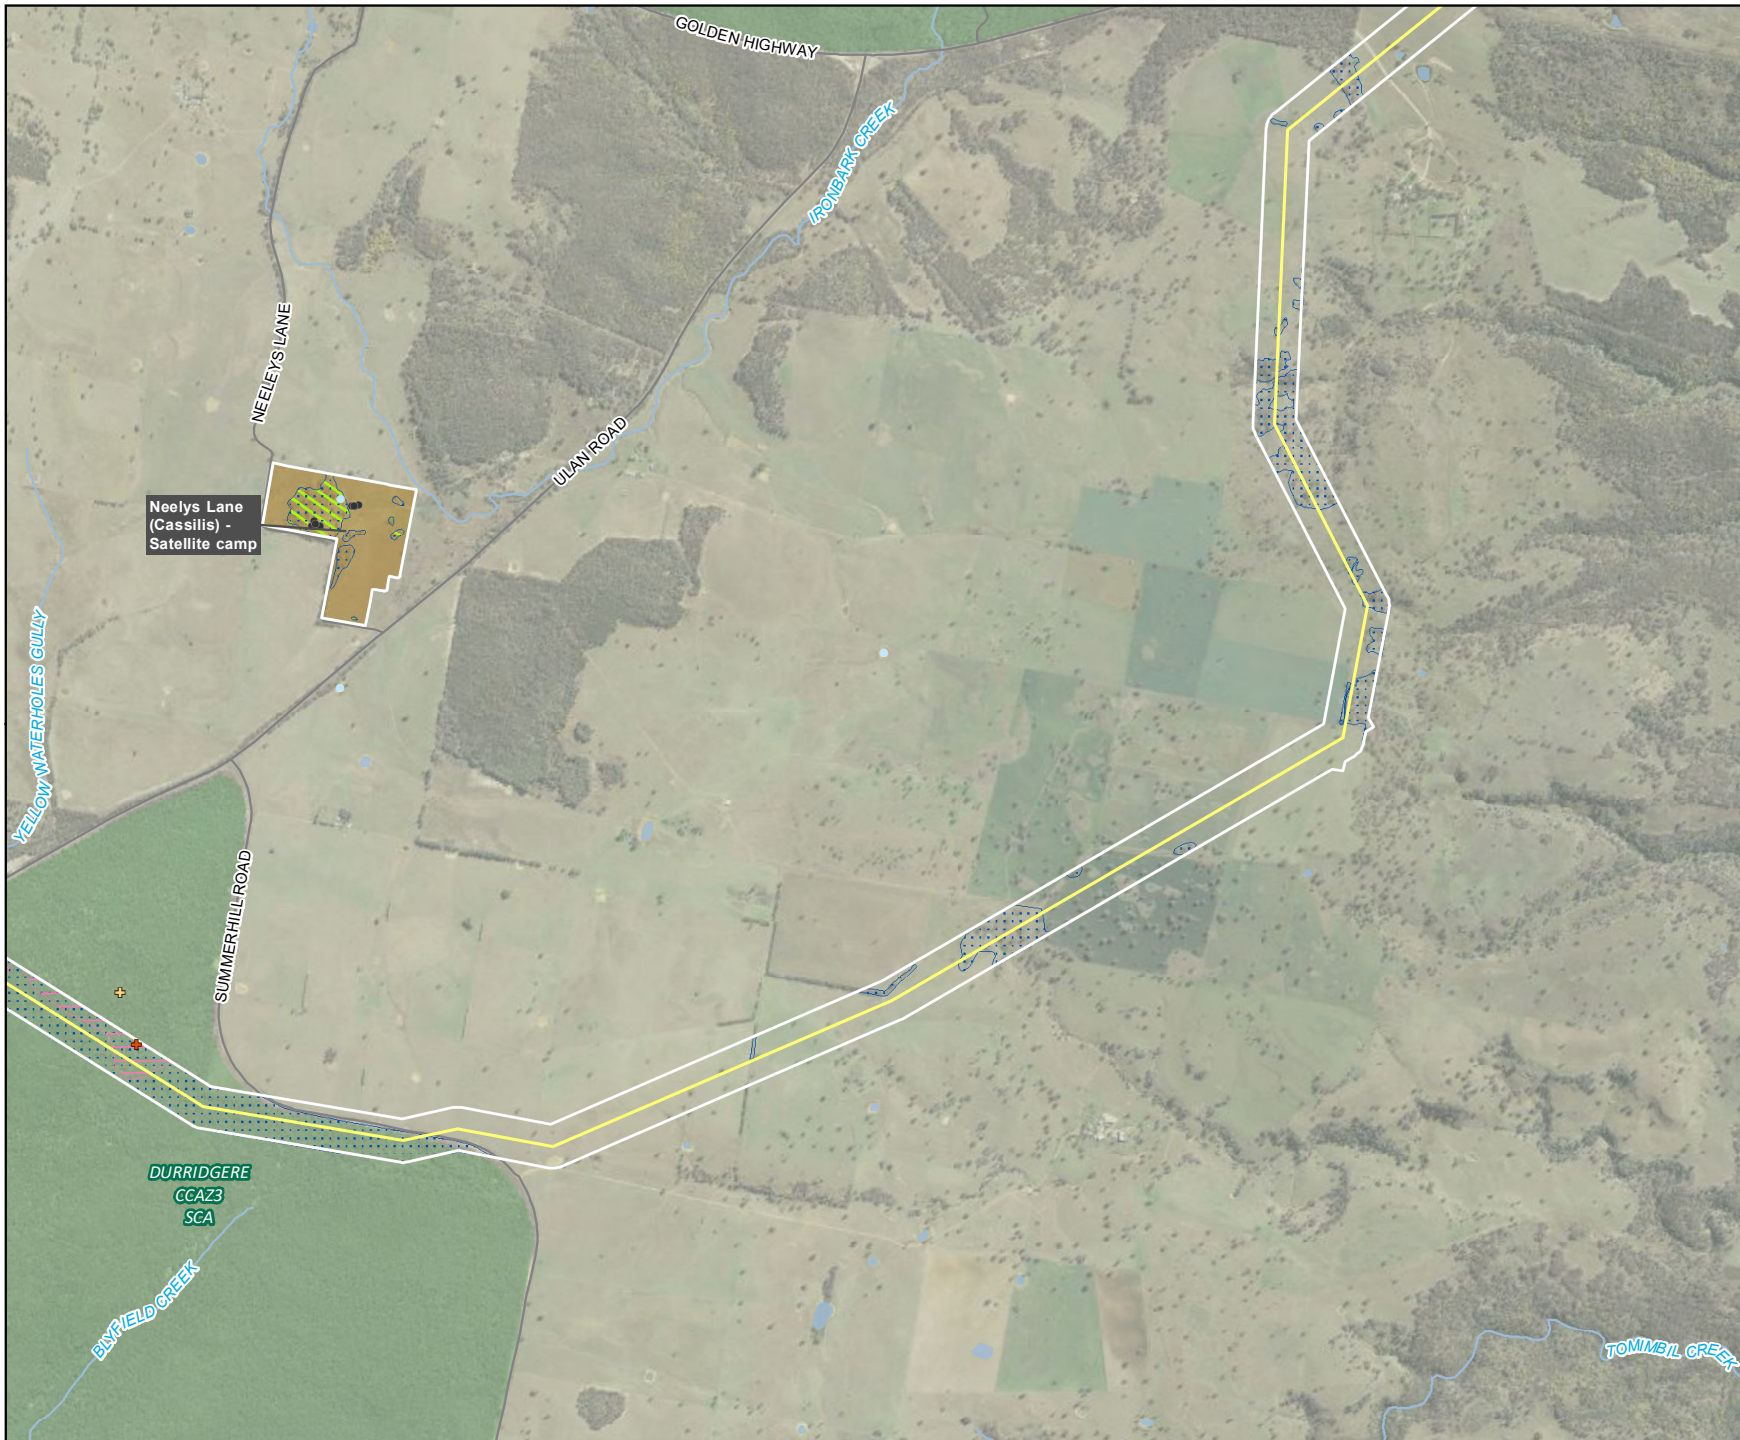 GOLDEN HIGHWAY
IRONBARK CREEK
NEELEYS LANE
ULAN ROAD
Neelys Lane
(Cassilis) -
Satellite camp
YELLOW WATERHOLES GULLY
SUMMERHILL ROAD
DURRIDGERE
CCAZ3
SCA
BLYFIELD CREEK
TOMIMBIL CREEK